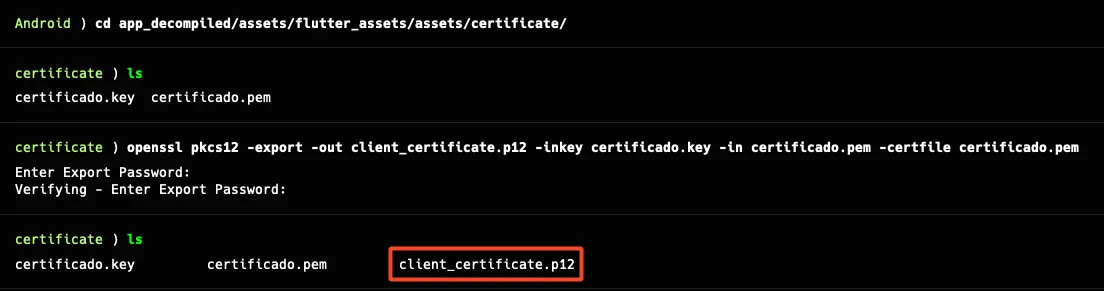 Android ) cd app_decompiled/assets/flutter_assets/assets/certificate/
certificate ) ls
certificado.key certificado.pem
certificate ) openssl pkcs12 -export -out client_certificate.p12 -inkey certificado.key -in certificado.pem -certfile certificado.pem
Enter Export Password:
Verifying - Enter Export Password:
certificate ) ls
certificado.key certificado.pem client_certificate.p12